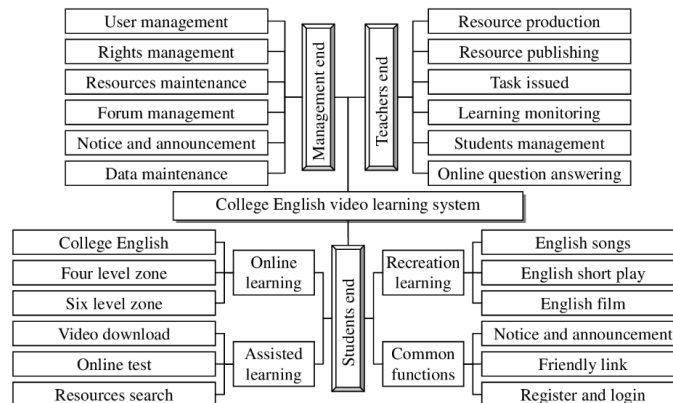 User management
Rights management
Resources maintenance
Forum management
Notice and announcement
Data maintenance
Management end
Teachers end
Resource production
Resource publishing
Task issued
Learning monitoring
Students management
Online question answering
College English video learning system
College English
Four level zone
Six level zone
Video download
Online test
Resources search
Online
learning
Assisted
learning
Students end
Recreation
learning
Common
functions
English songs
English short play
English film
Notice and announcement
Friendly link
Register and login